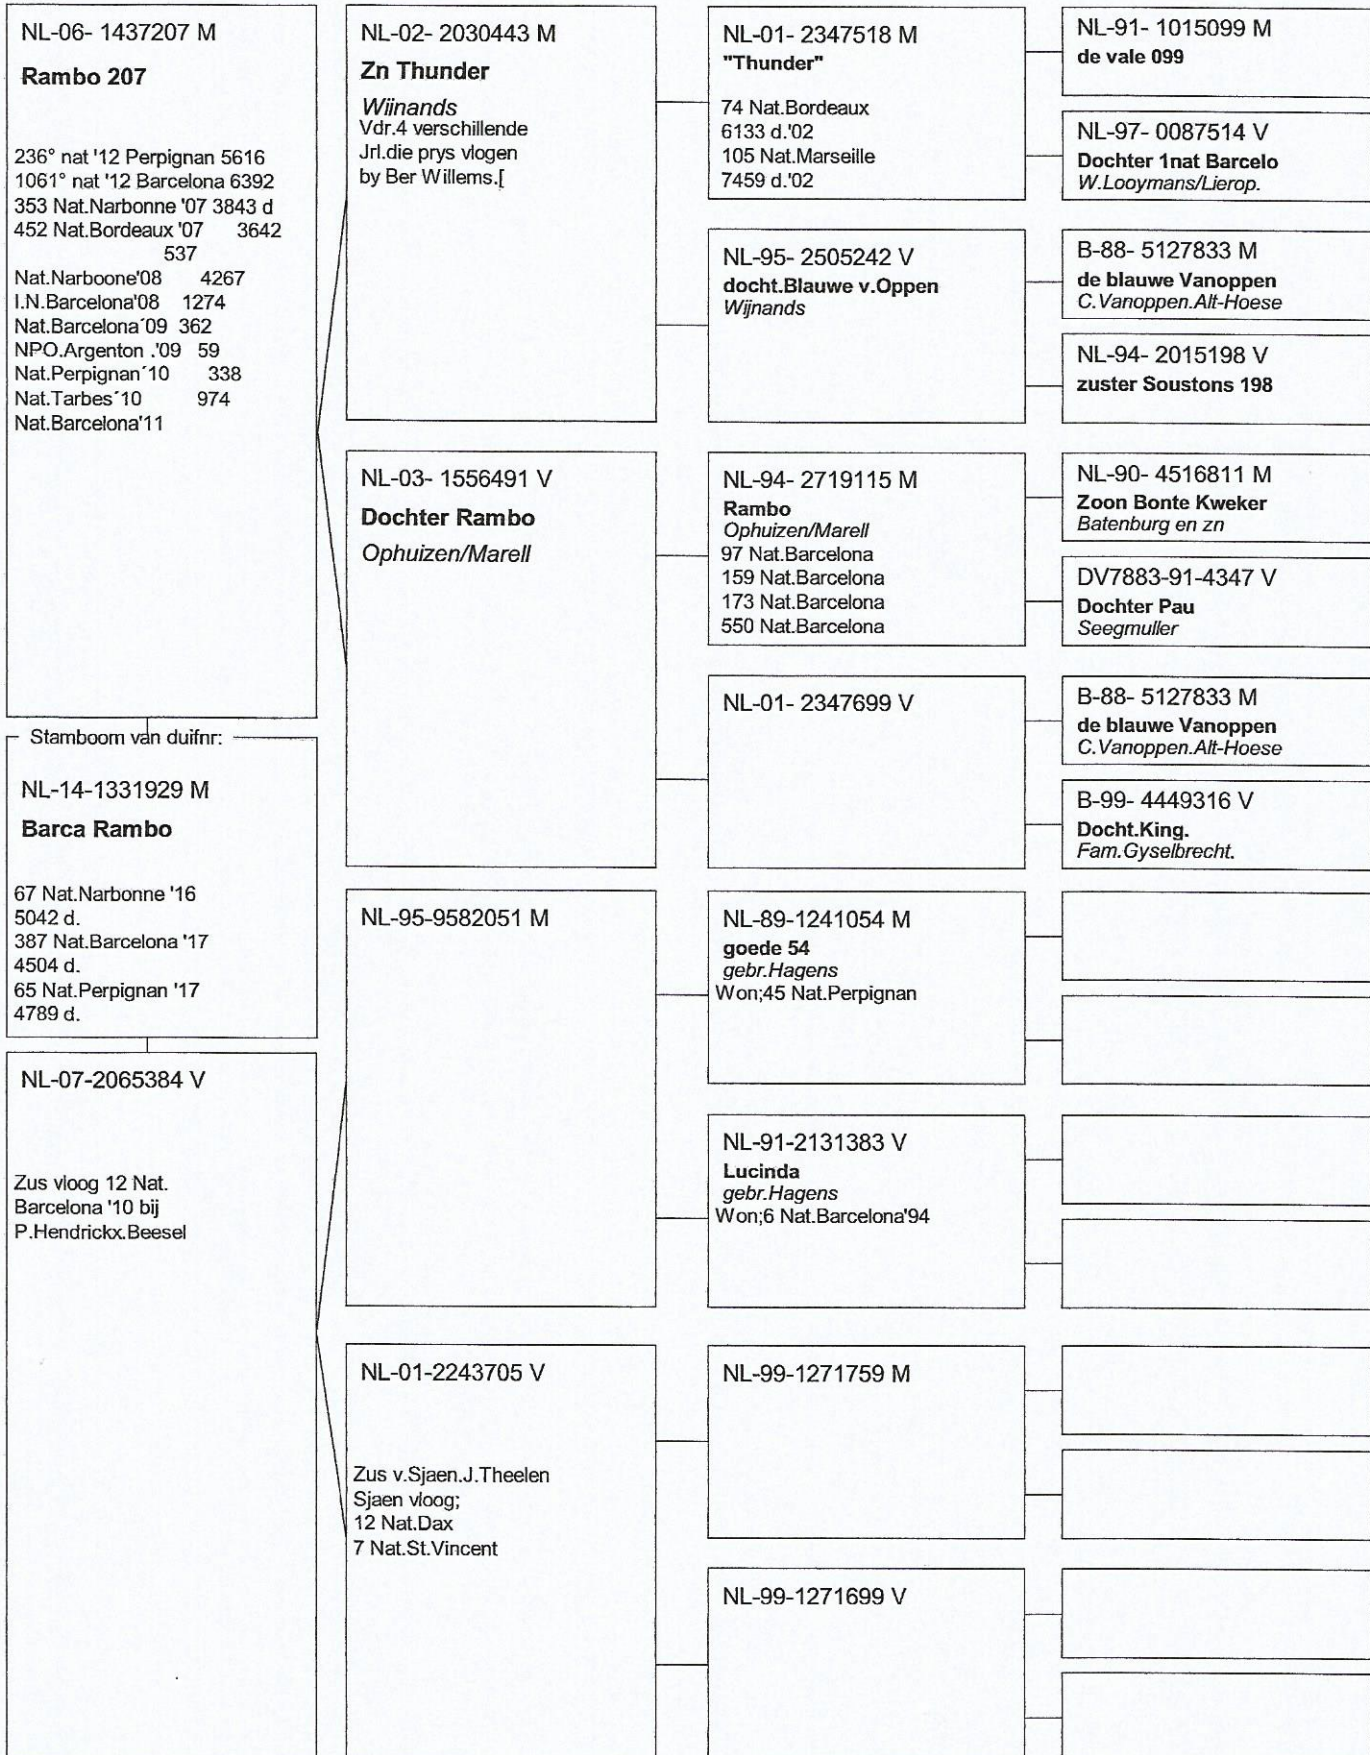 NL-06- 1437207 M
Rambo 207
236° nat '12 Perpignan 5616
1061° nat '12 Barcelona 6392
353 Nat.Narbonne '07 3843 d
452 Nat.Bordeaux '07 3642
537
Nat.Narboone'08 4267
I.N.Barcelona'08 1274
Nat.Barcelona´09 362
NPO.Argenton .'09 59
Nat.Perpignan´10 338
Nat.Tarbes´10 974
Nat.Barcelona'11
Stamboom van duifnr:
NL-14-1331929 M
Barca Rambo
67 Nat.Narbonne '16
5042 d.
387 Nat.Barcelona '17
4504 d.
65 Nat.Perpignan '17
4789 d.
NL-07-2065384 V
Zus vloog 12 Nat.
Barcelona '10 bij
P.Hendrickx.Beesel
NL-02- 2030443 M
Zn Thunder
Wijnands
Vdr.4 verschillende
Jrl.die prys vlogen
by Ber Willems.[
NL-03- 1556491 V
Dochter Rambo
Ophuizen/Marell
NL-95-9582051 M
NL-01-2243705 V
Zus v.Sjaen.J.Theelen
Sjaen vloog;
12 Nat.Dax
7 Nat.St.Vincent
NL-01- 2347518 M
"Thunder"
74 Nat.Bordeaux
6133 d.'02
105 Nat.Marseille
7459 d.'02
NL-95- 2505242 V
docht.Blauwe v.Oppen
Wijnands
NL-94- 2719115 M
Rambo
Ophuizen/Marell
97 Nat.Barcelona
159 Nat.Barcelona
173 Nat.Barcelona
550 Nat.Barcelona
NL-01- 2347699 V
NL-89-1241054 M
goede 54
gebr.Hagens
Won;45 Nat.Perpignan
NL-91-2131383 V
Lucinda
gebr.Hagens
Won;6 Nat.Barcelona'94
NL-99-1271759 M
NL-99-1271699 V
NL-91- 1015099 M
de vale 099
NL-97- 0087514 V
Dochter 1nat Barcelo
W.Looymans/Lierop.
B-88- 5127833 M
de blauwe Vanoppen
C.Vanoppen.Alt-Hoese
NL-94- 2015198 V
zuster Soustons 198
NL-90- 4516811 M
Zoon Bonte Kweker
Batenburg en zn
DV7883-91-4347 V
Dochter Pau
Seegmuller
B-88- 5127833 M
de blauwe Vanoppen
C.Vanoppen.Alt-Hoese
B-99- 4449316 V
Docht.King.
Fam.Gyselbrecht.